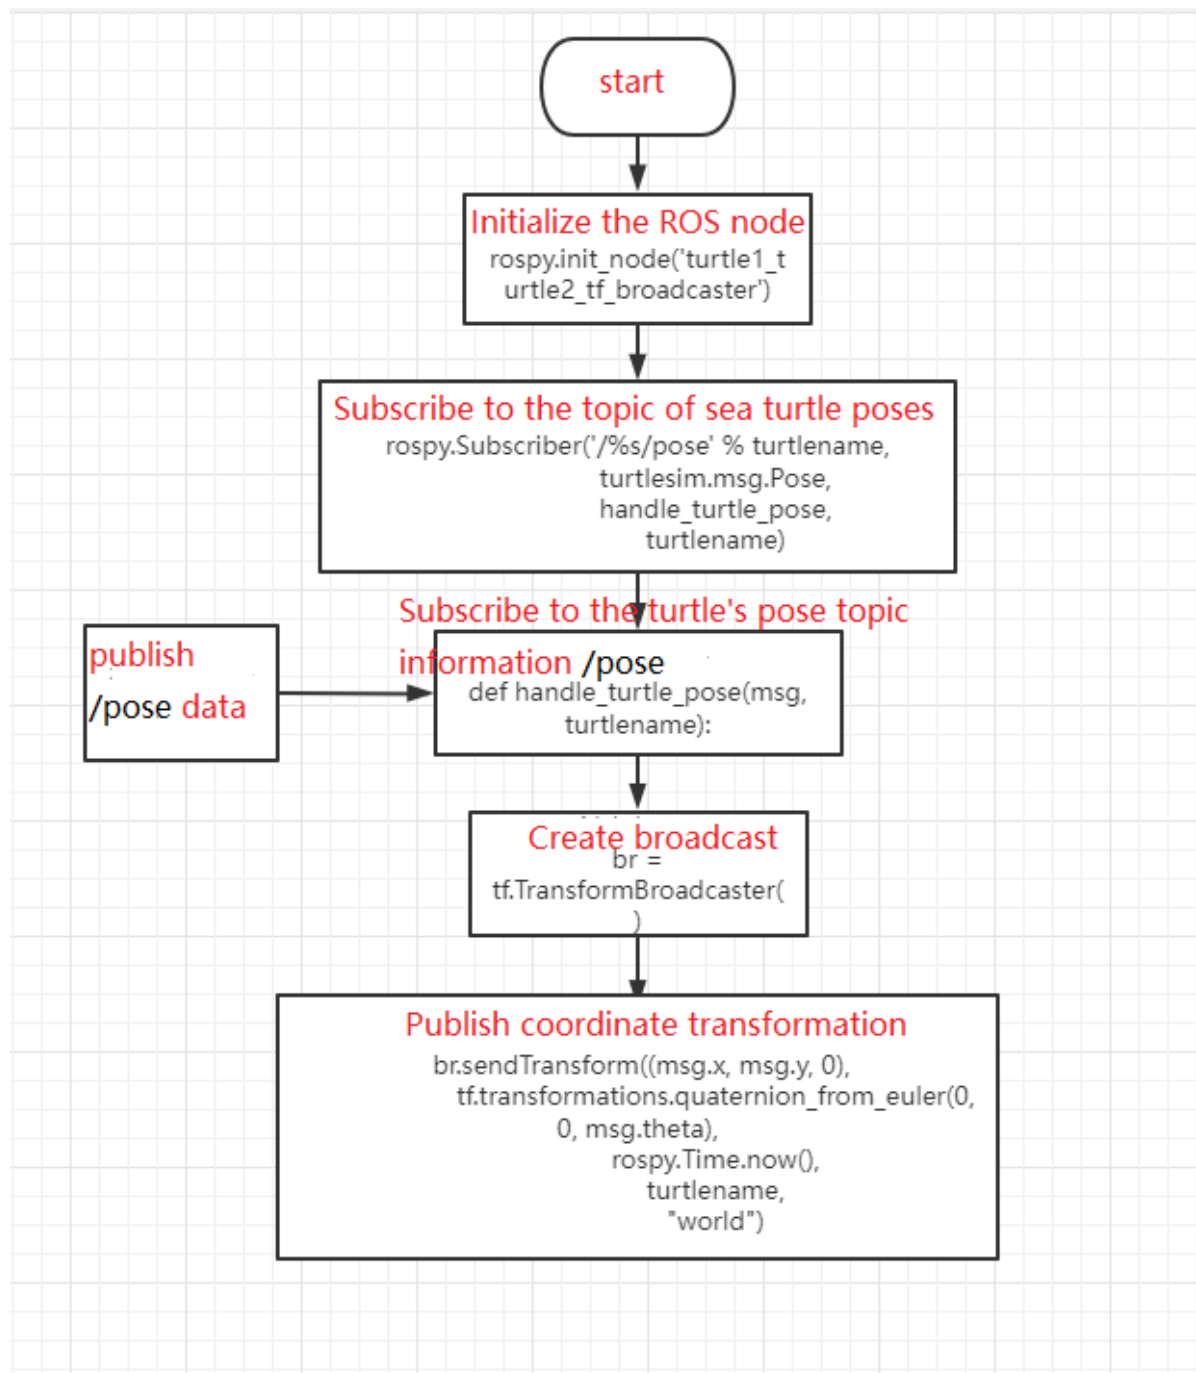 start
Initialize the ROS node
rospy.init_node('turtle1_t
urtle2_tf_broadcaster')
Subscribe to the topic of sea turtle poses
rospy.Subscriber('/%s/pose' % turtlename,
turtlesim.msg.Pose,
handle_turtle_pose,
turtlename)
Subscribe to the turtle's pose topic
information /pose
def handle_turtle_pose(msg,
turtlename):
publish
/pose data
Create broadcast
br =
tf.TransformBroadcaster(
)
Publish coordinate transformation
br.sendTransform((msg.x, msg.y, 0),
tf.transformations.quaternion_from_euler(0,
0, msg.theta),
rospy.Time.now(),
turtlename,
"world")